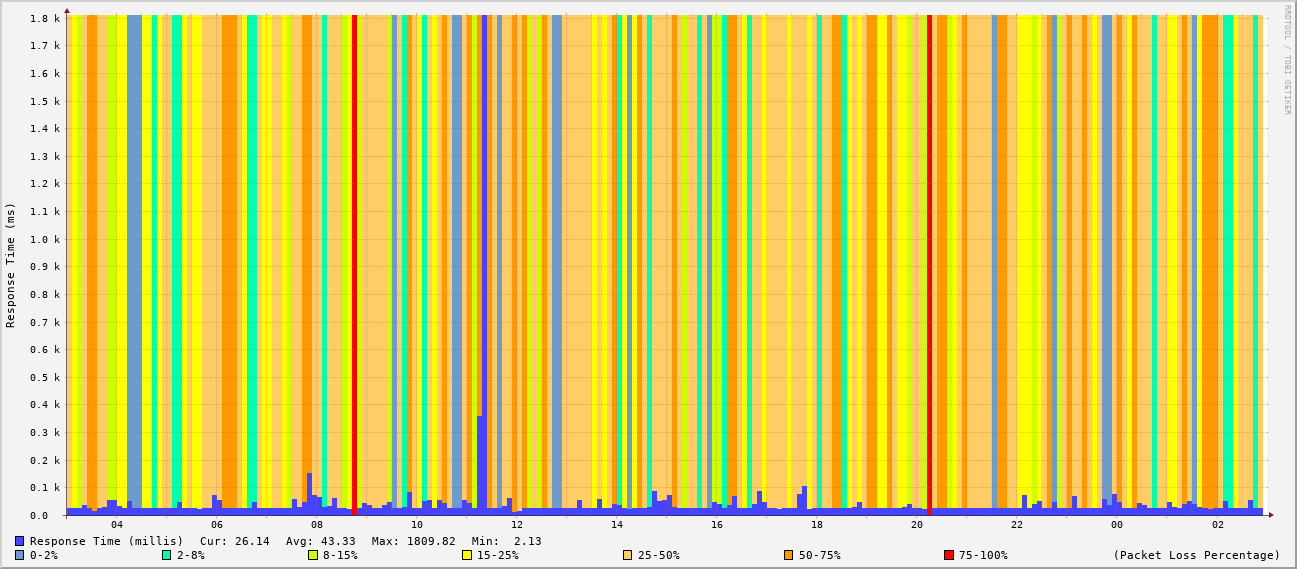 1.8 k
1.7 k
1.6 k
1.5 k
1.4 k
1.3 k
1.2 k
1.1 k
1.0 k
0.9 k
0.8 k
0.7 k
0.6 k
0.5 k
0.4 k
0.3 k
0.2 k
0.1 k
0.0
Response Time (ms)
RRDTOOL / TOBI OETIKER
04 06 08 10 12 14 16 18 20 22 00 02
Response Time (millis) Cur: 26.14 Avg: 43.33 Max: 1809.82 Min: 2.13
0-2% 2-8% 8-15% 15-25% 25-50% 50-75% 75-100% (Packet Loss Percentage)